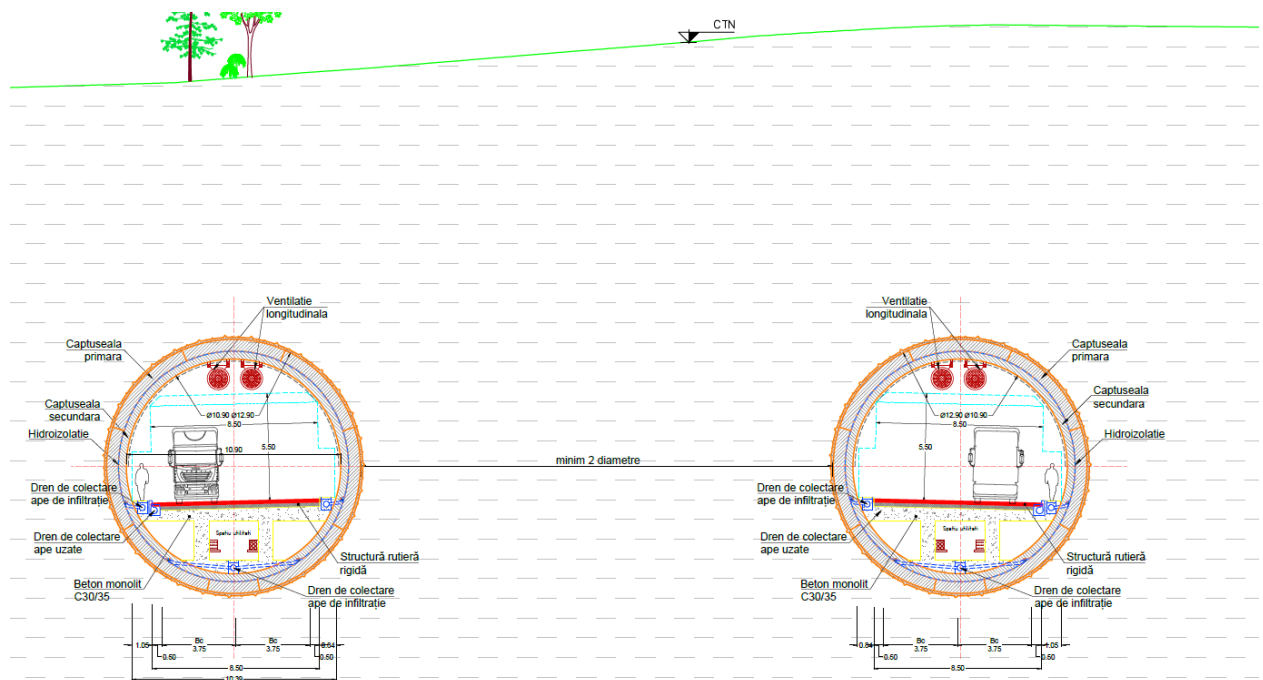 CTN
Ventilatie
longitudinala
Captuseala
primara
Captuseala
secundara
Hidroizolatie
Ø10.90 Ø12.90
8.50
10.90
5.50
Dren de colectare
ape de infiltrație
Dren de colectare
ape uzate
Spatiu utilitati
Structură rutieră
rigidă
Beton monolit
C30/35
Dren de colectare
ape de infiltrație
1.05
Bc
3.75
Bc
3.75
0.64
0.50
0.50
8.50
10.39
minim 2 diametre
Ventilatie
longitudinala
Captuseala
primara
Captuseala
secundara
Hidroizolatie
Ø12.90 Ø10.90
8.50
5.50
Dren de colectare
ape de infiltrație
Dren de colectare
ape uzate
Spatiu utilitati
Structură rutieră
rigidă
Beton monolit
C30/35
Dren de colectare
ape de infiltrație
Bc
3.75
Bc
3.75
1.05
0.50
0.50
8.50